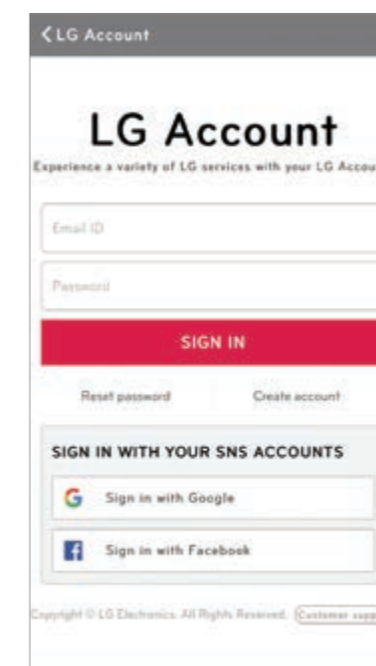 LG Account
LG Account
Experience a variety of LG services with your LG Accou
Email ID
Password
SIGN IN
Reset password Create account
SIGN IN WITH YOUR SNS ACCOUNTS
G Sign in with Google
f Sign in with Facebook
Copyright © LG Electronics. All Rights Reserved. Customer supp